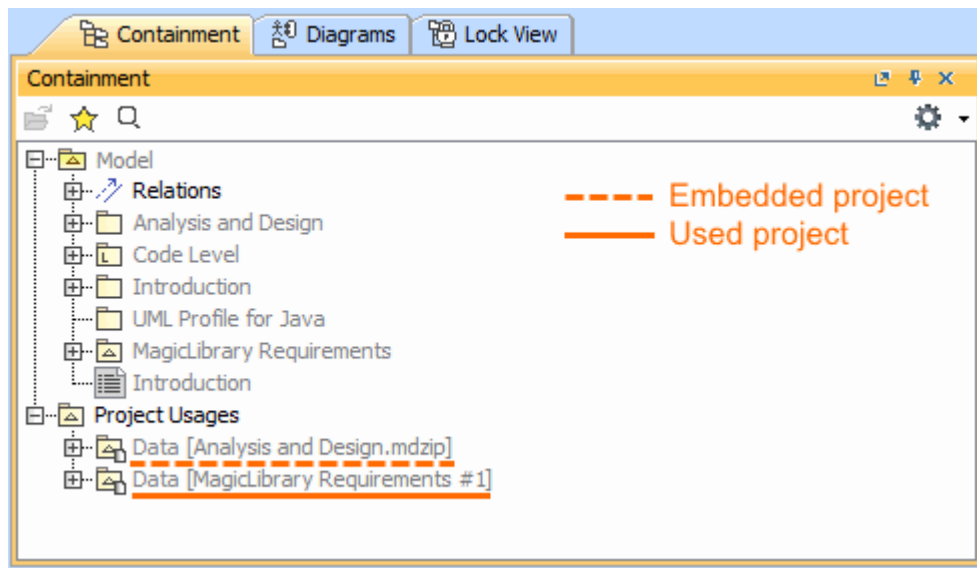 Containment Diagrams Lock View
Containment
Model
Relations
Embedded project
Analysis and Design
Used project
Code Level
Introduction
UML Profile for Java
MagicLibrary Requirements
Introduction
Project Usages
Data [Analysis and Design.mdzip]
Data [MagicLibrary Requirements #1]